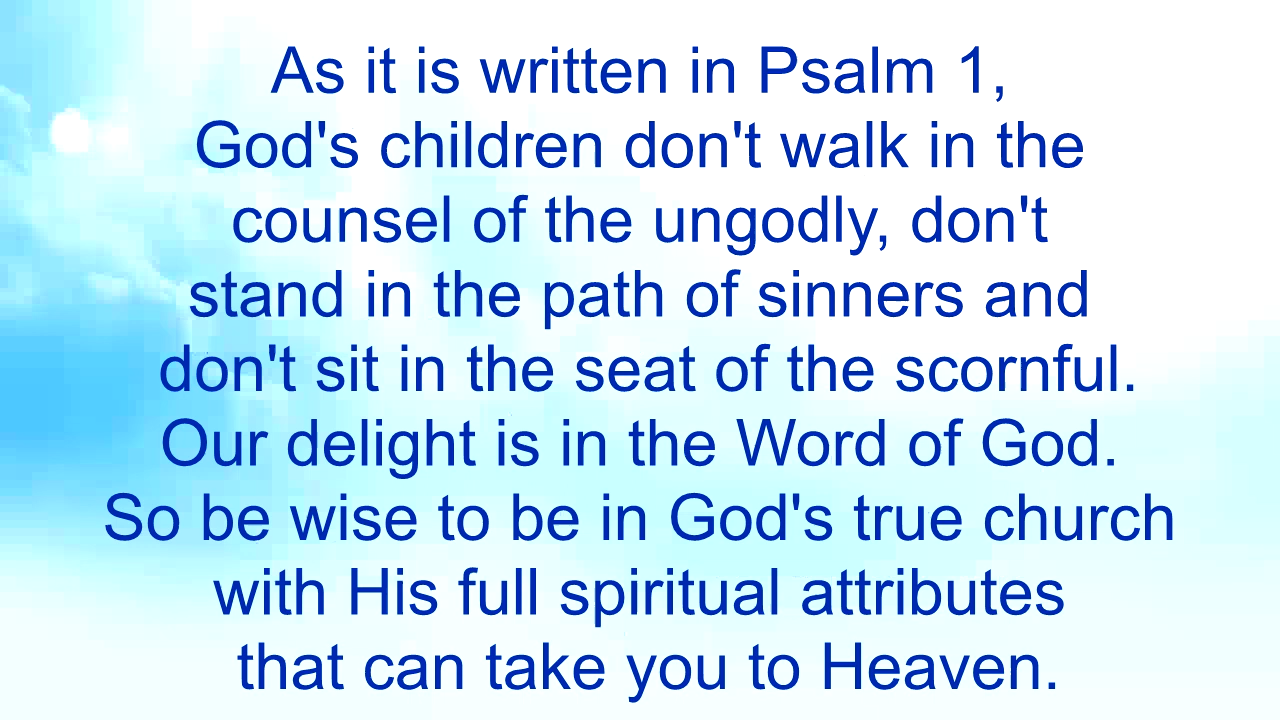 As it is written in Psalm 1,
God's children don't walk in the
counsel of the ungodly, don't
stand in the path of sinners and
don't sit in the seat of the scornful.
Our delight is in the Word of God.
So be wise to be in God's true church
with His full spiritual attributes
that can take you to Heaven.